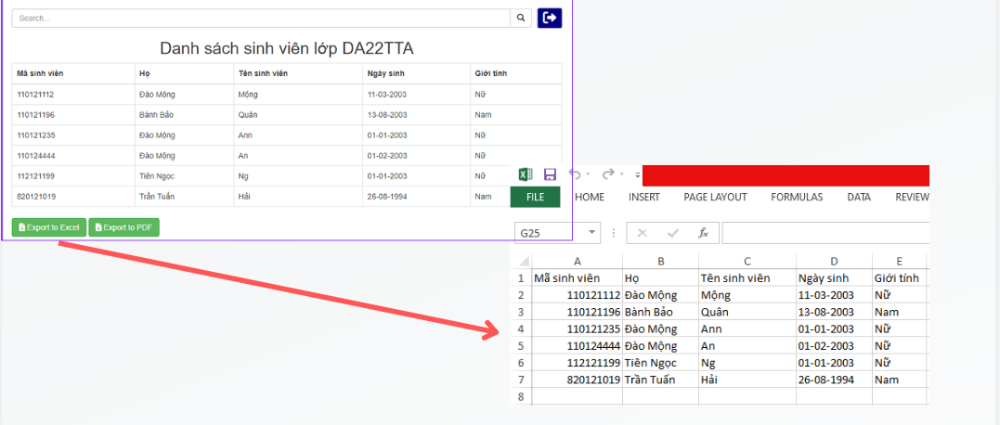 Search...
Danh sách sinh viên lớp DA22TTA
Mã sinh viên Họ Tên sinh viên Ngày sinh Giới tính
110121112 Đào Mộng Mộng 11-03-2003 Nữ
110121196 Bành Bảo Quân 13-08-2003 Nam
110121235 Đào Mộng Ann 01-01-2003 Nữ
110124444 Đào Mộng An 01-02-2003 Nữ
112121199 Tiên Ngọc Ng 01-01-2003 Nữ
820121019 Trần Tuấn Hải 26-08-1994 Nam
Export to Excel Export to PDF
FILE HOME INSERT PAGE LAYOUT FORMULAS DATA REVIEW
G25 fx
A B C D E
1 Mã sinh viên Họ Tên sinh viên Ngày sinh Giới tính
2 110121112 Đào Mộng Mộng 11-03-2003 Nữ
3 110121196 Bành Bảo Quân 13-08-2003 Nam
4 110121235 Đào Mộng Ann 01-01-2003 Nữ
5 110124444 Đào Mộng An 01-02-2003 Nữ
6 112121199 Tiên Ngọc Ng 01-01-2003 Nữ
7 820121019 Trần Tuấn Hải 26-08-1994 Nam
8